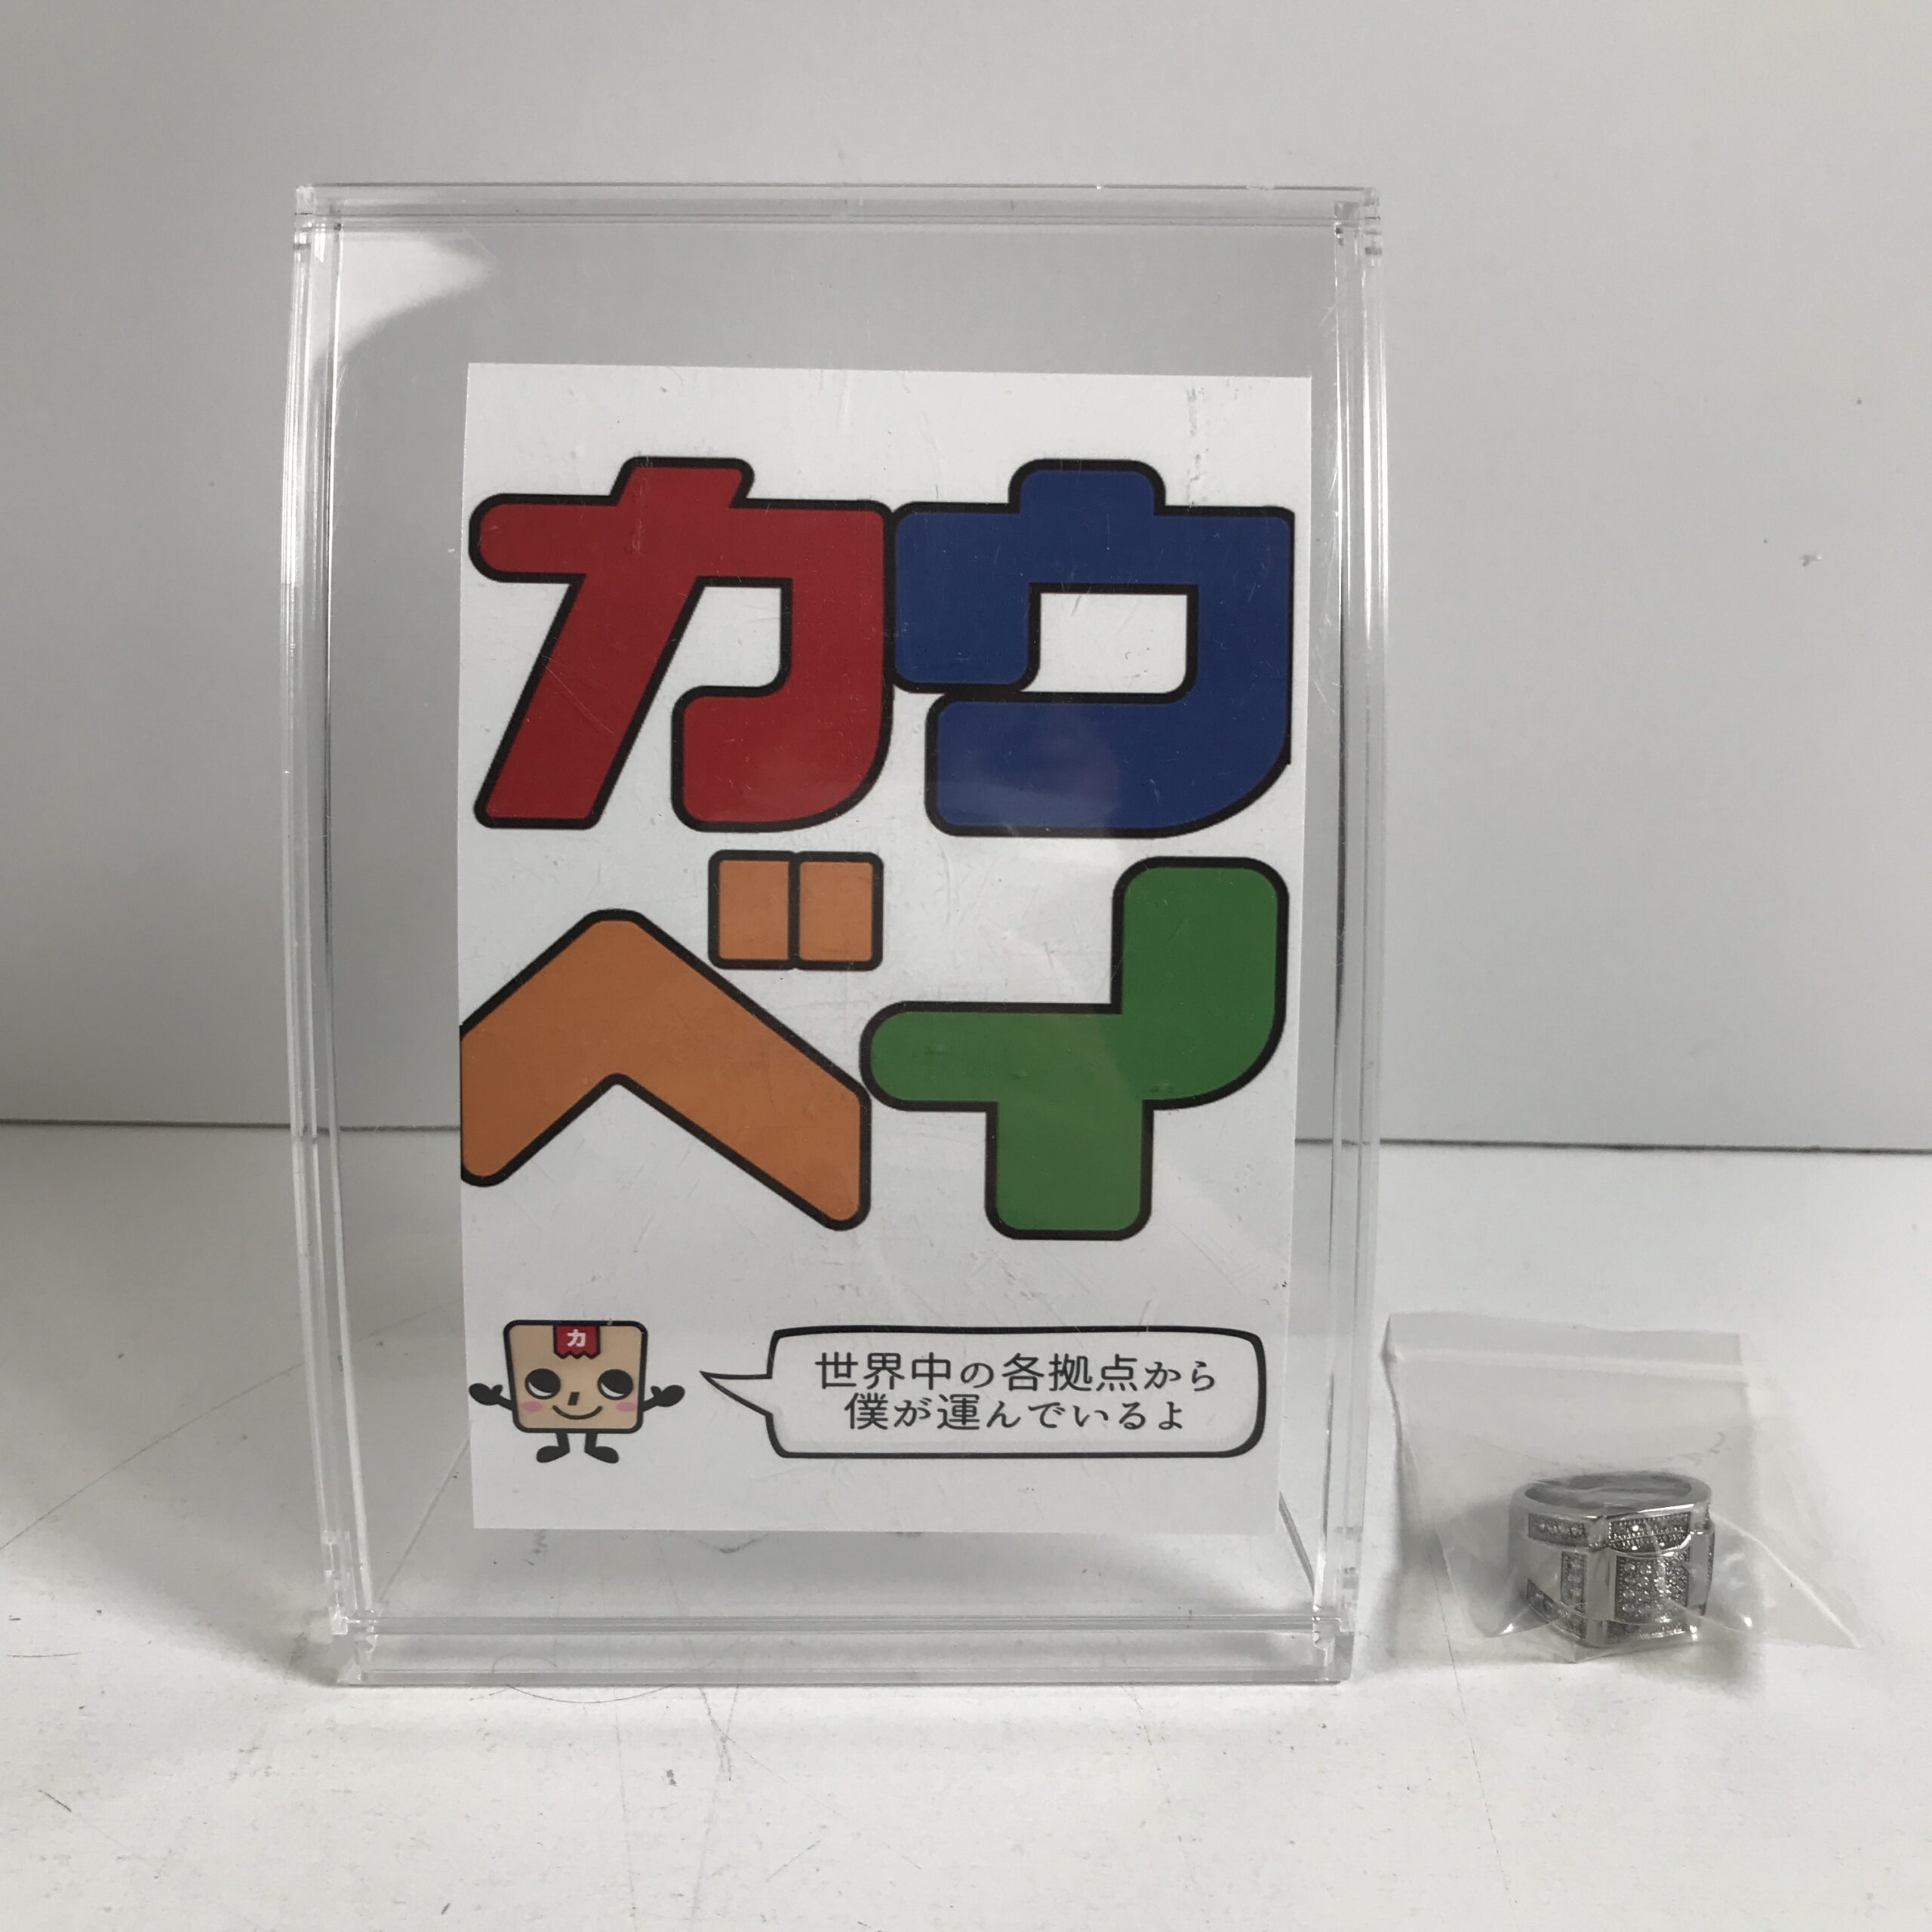 カウ
ベイ
カ
世界中の各拠点から
僕が運んでいるよ